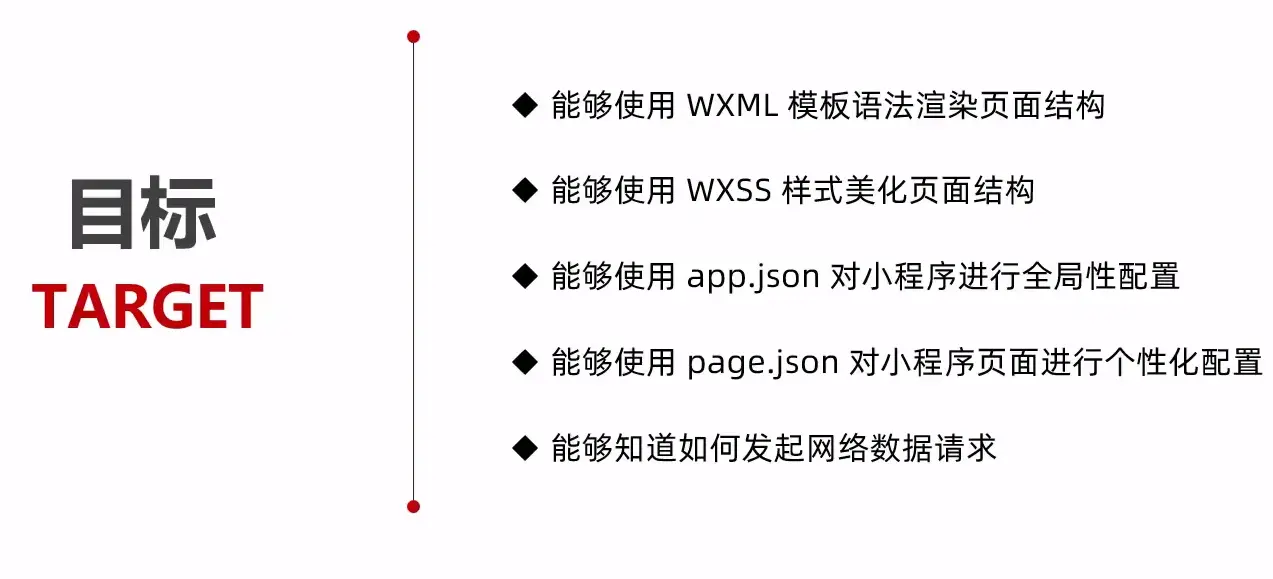 目标
TARGET
◆ 能够使用 WXML 模板语法渲染页面结构
◆ 能够使用 WXSS 样式美化页面结构
◆ 能够使用 app.json 对小程序进行全局性配置
◆ 能够使用 page.json 对小程序页面进行个性化配置
◆ 能够知道如何发起网络数据请求